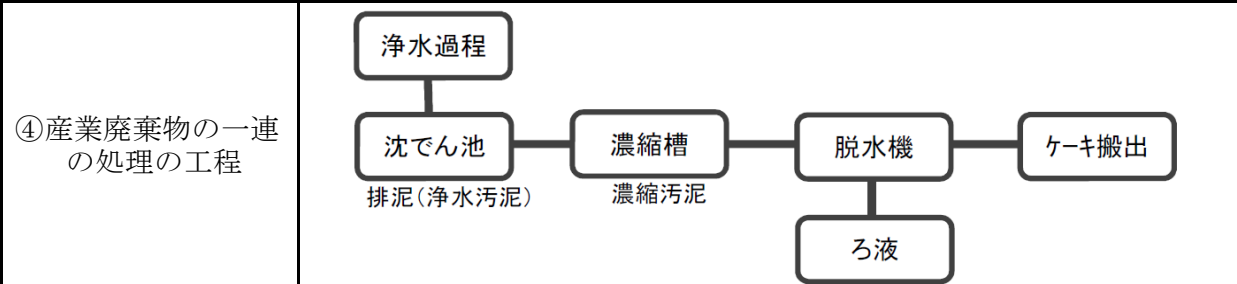 ④産業廃棄物の一連
の処理の工程
浄水過程
沈でん池
排泥(浄水汚泥)
濃縮槽
濃縮汚泥
脱水機
ケーキ搬出
ろ液